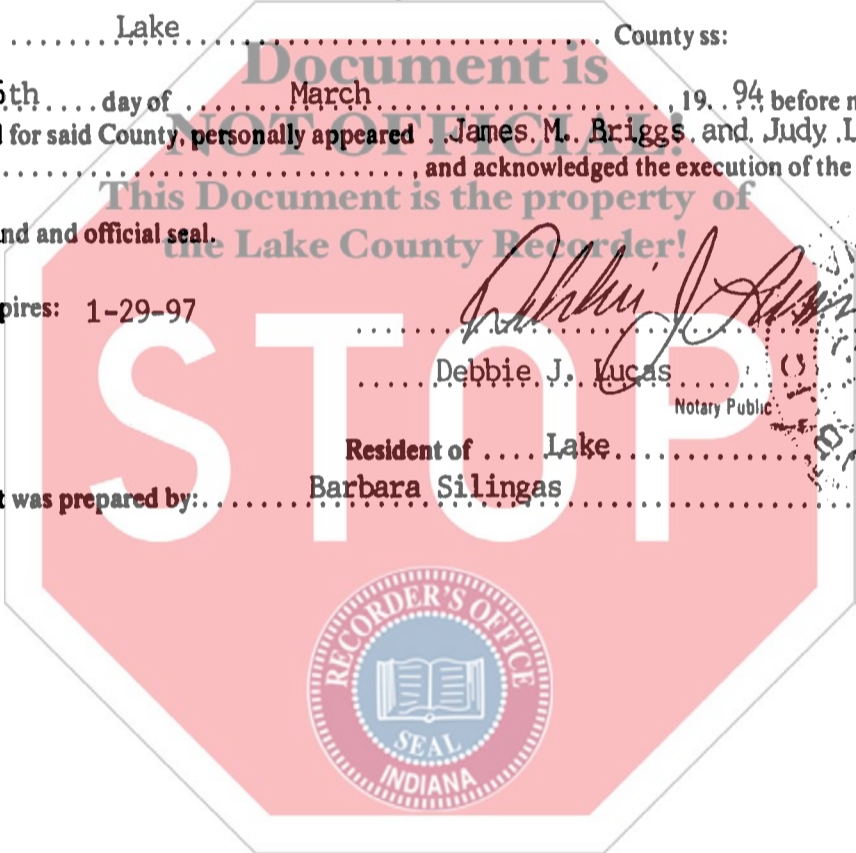 Lake County ss:
Document is
5th day of March, 19 94, before
NOT OFFICIAL!
for said County, personally appeared James M. Briggs and Judy L
, and acknowledged the execution of the
This Document is the property of
and official seal.
the Lake County Recorder!
1-29-97
STOP
Debbie J. Lucas
Notary Public
Resident of Lake
was prepared by: Barbara Silingas
RECORDER'S OFFICE
SEAL
INDIANA